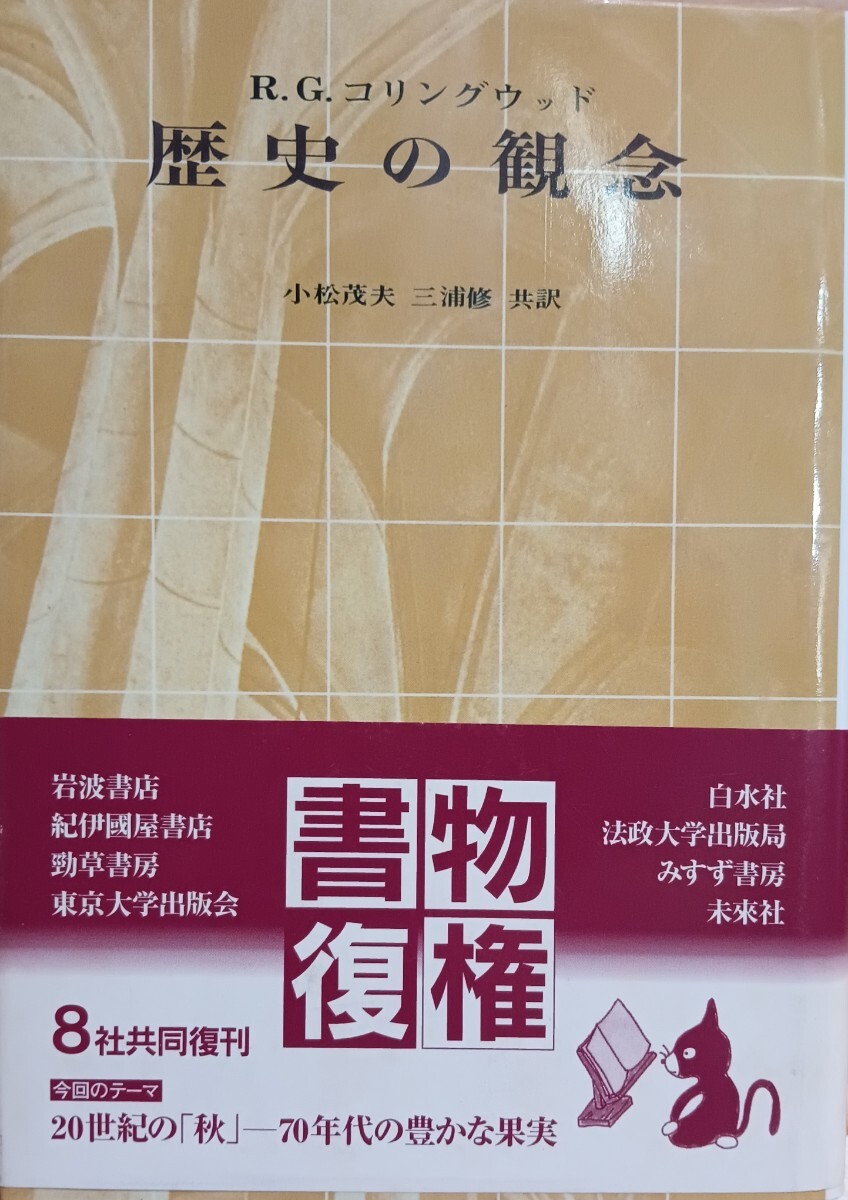 R.G.コリングウッド
歴史の観念
小松茂夫 三浦修 共訳
岩波書店
紀伊國屋書店
勁草書房
東京大学出版会
書物
復権
白水社
法政大学出版局
みすず書房
未來社
8社共同復刊
今回のテーマ
20世紀の「秋」—70年代の豊かな果実